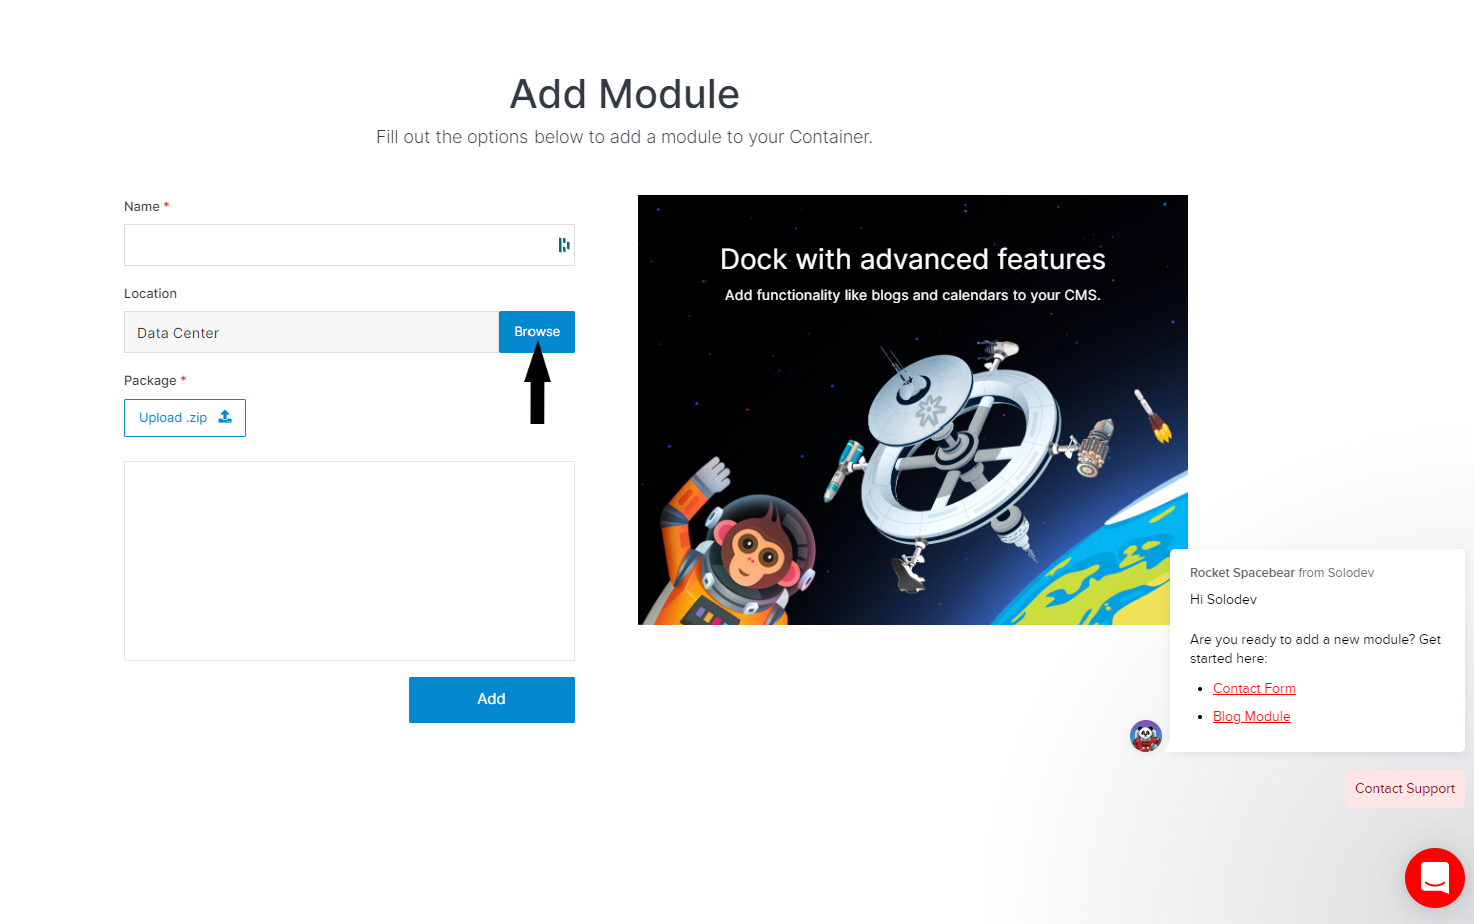 Add Module
Fill out the options below to add a module to your Container.
Name *
Location
Data Center
Browse
Package *
Upload .zip
Add
Dock with advanced features
Add functionality like blogs and calendars to your CMS.
Rocket Spacebear from Solodev
Hi Solodev
Are you ready to add a new module? Get
started here:
• Contact Form
• Blog Module
Contact Support